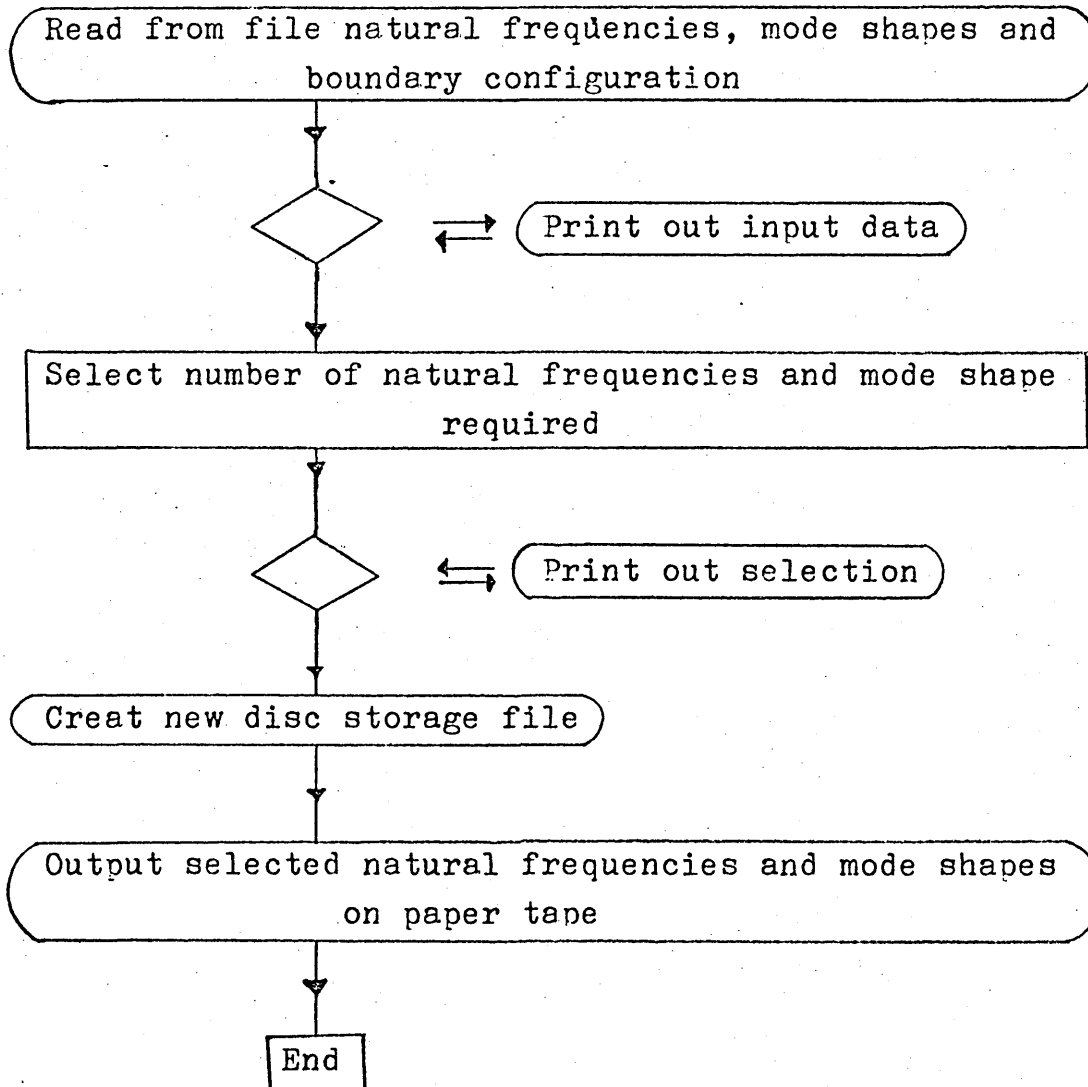 Read from file natural frequencies, mode shapes and
boundary configuration
Print out input data
Select number of natural frequencies and mode shape
required
Print out selection
Creat new disc storage file
Output selected natural frequencies and mode shapes
on paper tape
End